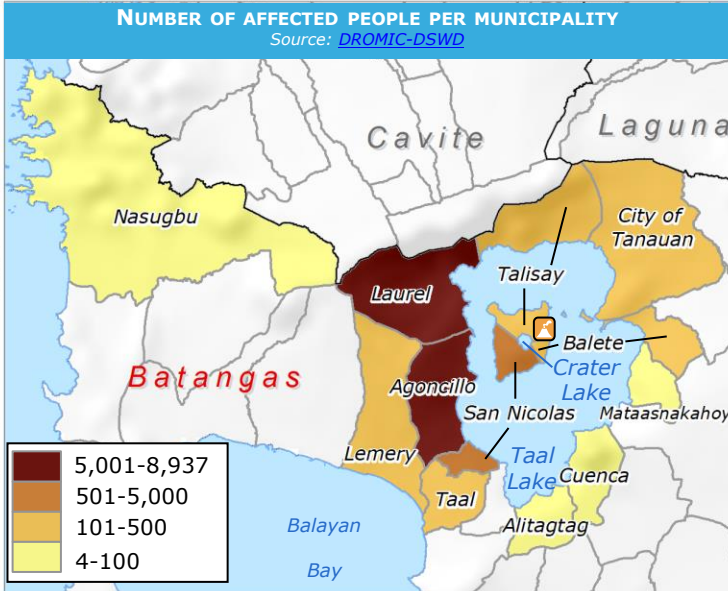 NUMBER OF AFFECTED PEOPLE PER MUNICIPALITY
Source: DROMIC-DSWD
Cavite
Laguna
Nasugbu
City of
Tanauan
Talisay
Laurel
Balete
Crater
Lake
Batangas
Agoncillo
San Nicolas
Mataasnakahoy
Lemery
Taal
Lake
Cuenca
Taal
Alitagtag
Balayan
Bay
5,001-8,937
501-5,000
101-500
4-100